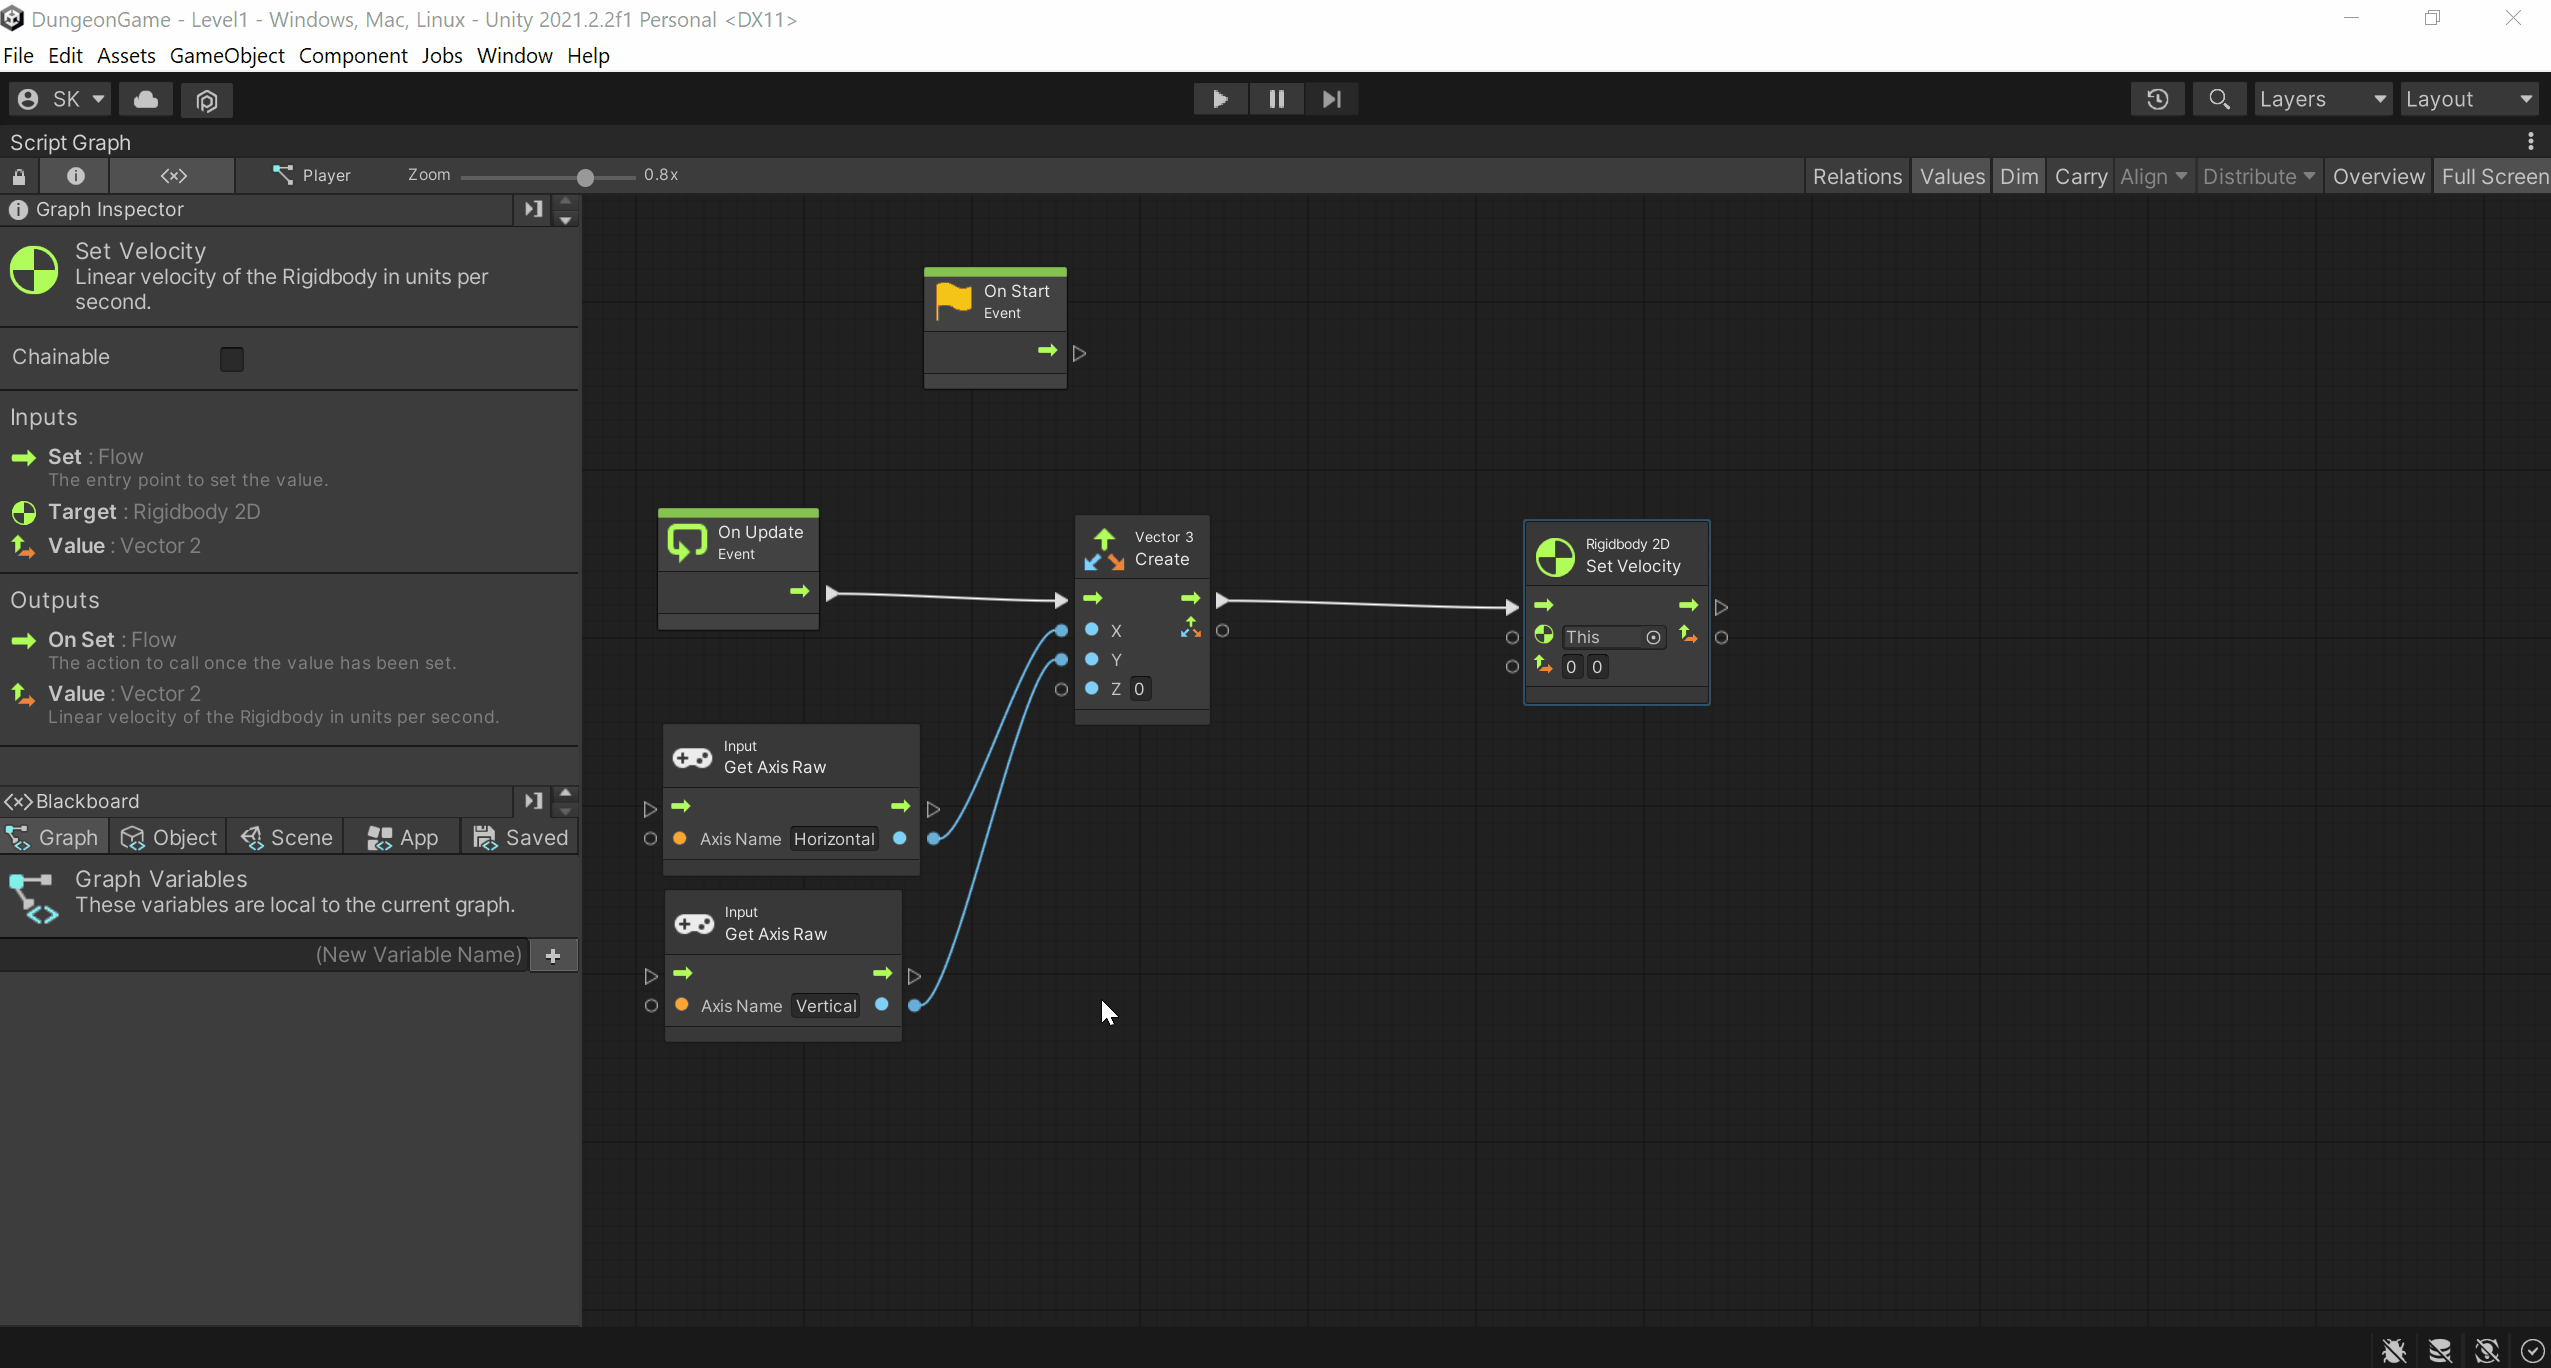 DungeonGame - Level1 - Windows, Mac, Linux - Unity 2021.2.2f1 Personal <DX11>
File Edit Assets GameObject Component Jobs Window Help
SK
Layers
Layout
Script Graph
Player
Zoom
0.8x
Relations
Values
Dim
Carry
Align
Distribute
Overview
Full Screen
Graph Inspector
Set Velocity
Linear velocity of the Rigidbody in units per
second.
Chainable
Inputs
Set : Flow
The entry point to set the value.
Target : Rigidbody 2D
Value : Vector 2
Outputs
On Set : Flow
The action to call once the value has been set.
Value : Vector 2
Linear velocity of the Rigidbody in units per second.
Blackboard
Graph
Object
Scene
App
Saved
Graph Variables
These variables are local to the current graph.
(New Variable Name)
+
On Start
Event
On Update
Event
Vector 3
Create
X
Y
Z 0
Rigidbody 2D
Set Velocity
This
0 0
Input
Get Axis Raw
Axis Name Horizontal
Input
Get Axis Raw
Axis Name Vertical